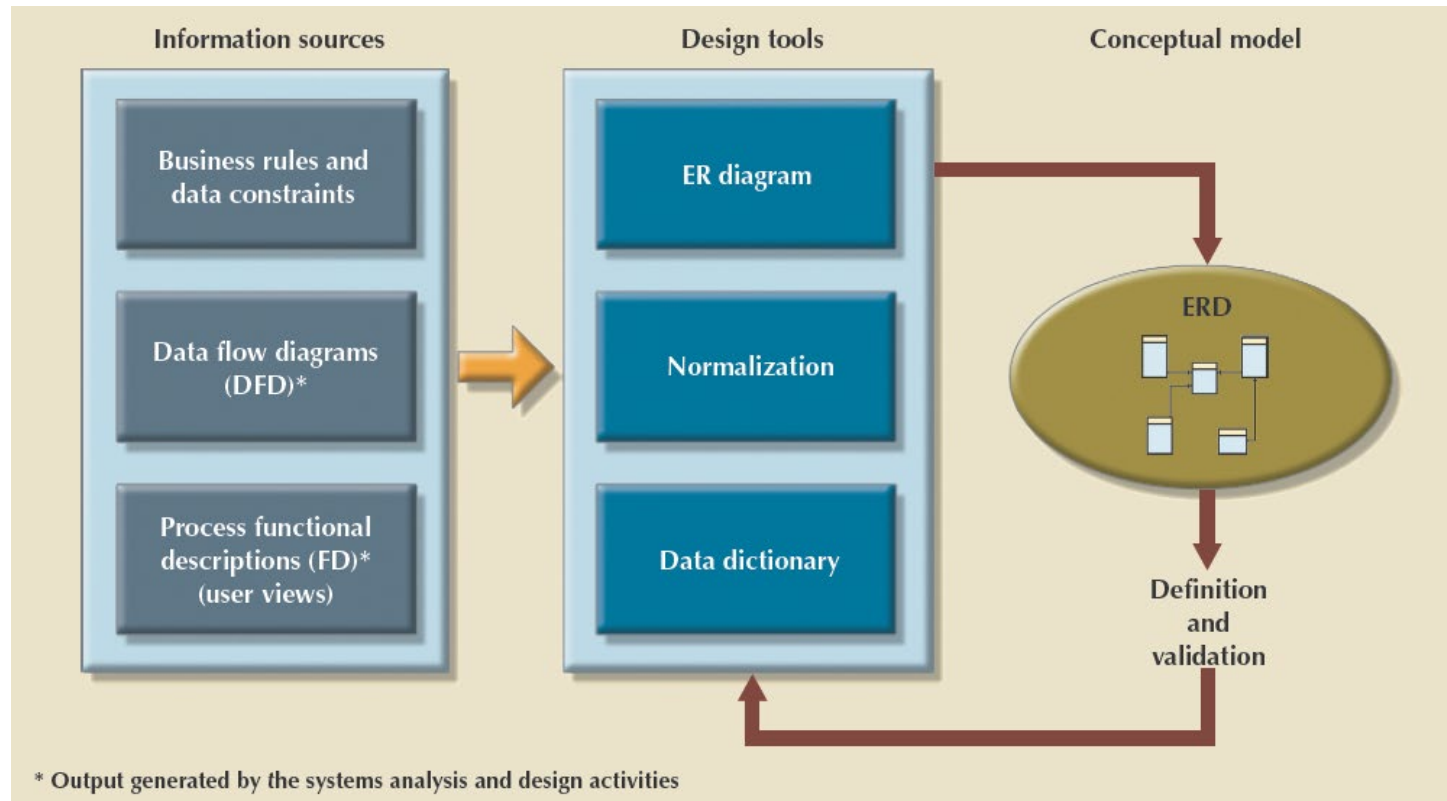 Information sources
Design tools
Conceptual model
Business rules and
data constraints
Data flow diagrams
(DFD)*
Process functional
descriptions (FD)*
(user views)
ER diagram
Normalization
Data dictionary
ERD
Definition
and
validation
* Output generated by the systems analysis and design activities